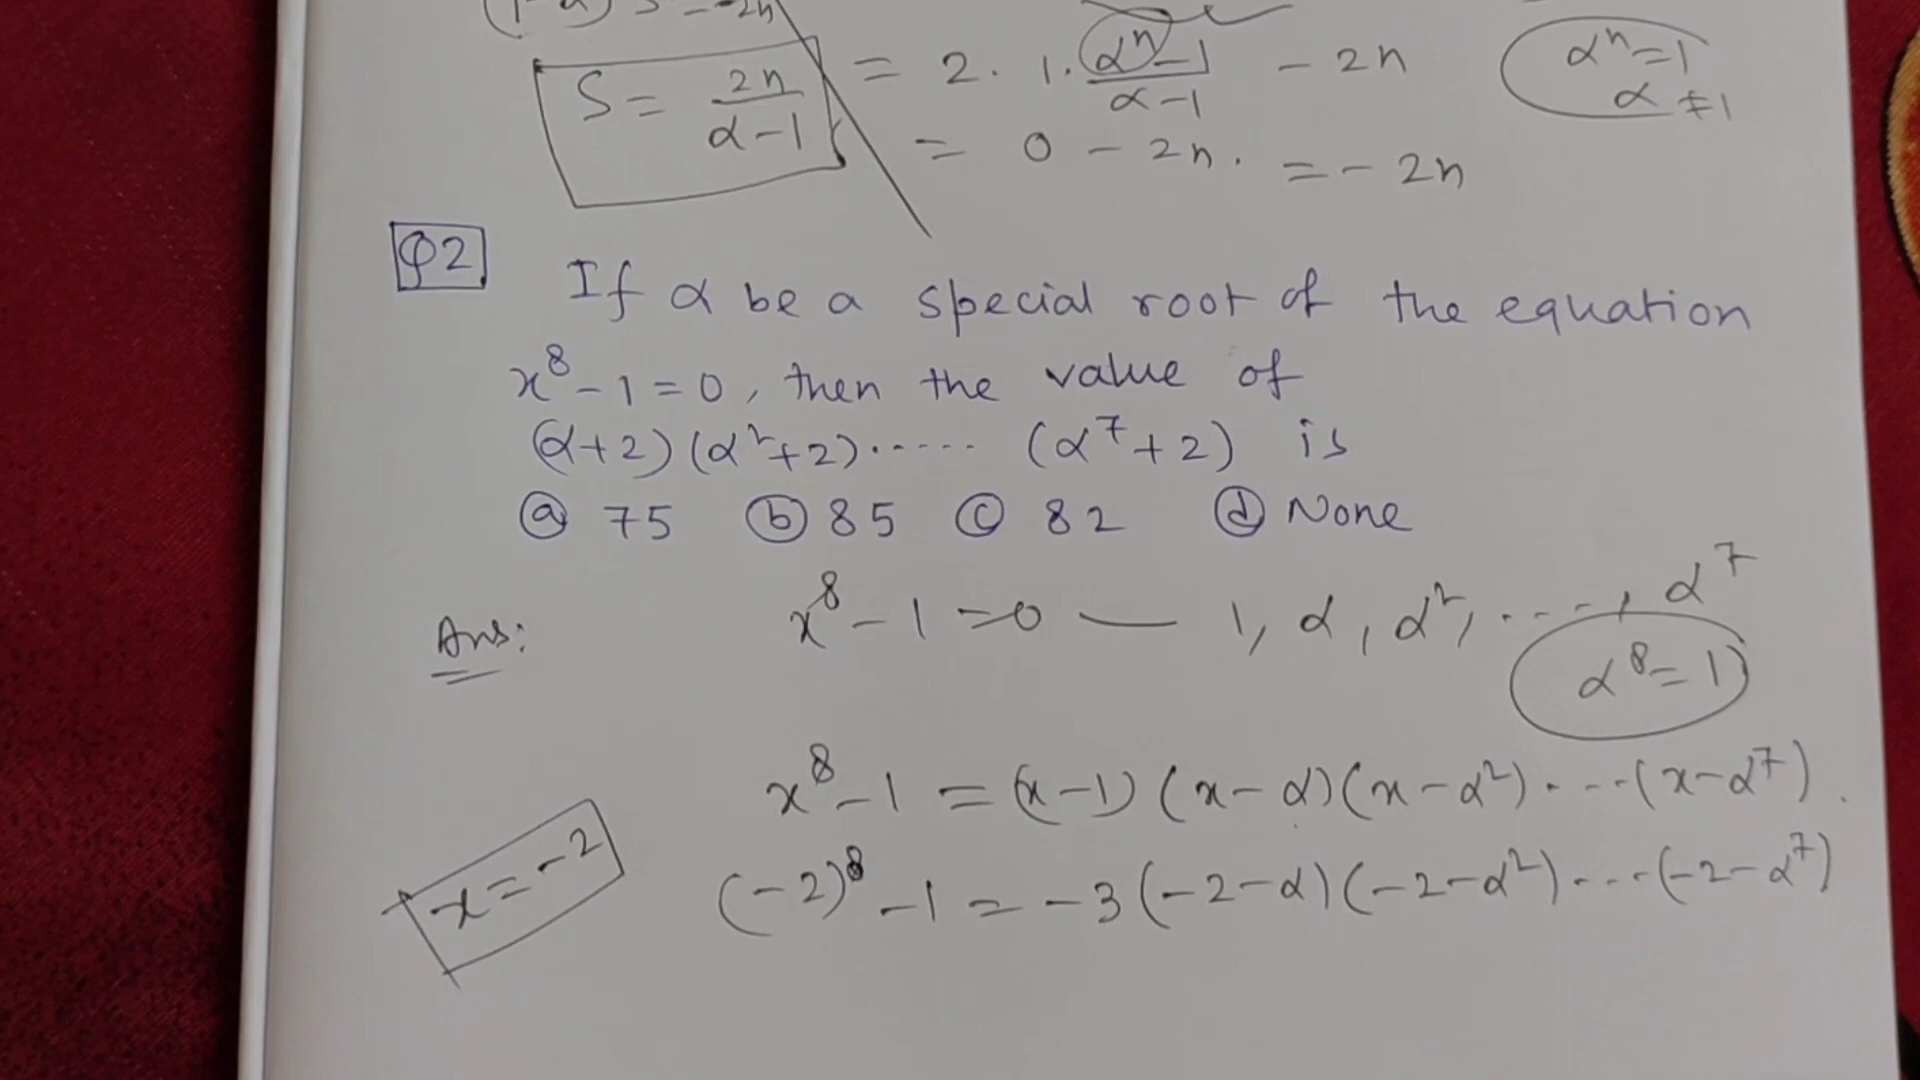 S = 2n/(α-1) = 2. 1. (αⁿ-1)/(α-1) - 2n
αⁿ=1
α ≠1
= 0 - 2n. = - 2n
Q2
If α be a special root of the equation
x⁸-1=0, then the value of
(α+2)(α²+2)..... (α⁷+2) is
ⓐ 75 ⓑ 85 ⓒ 82 ⓓ None
Ans: x⁸-1=0 — 1, α, α², ...., α⁷
α⁸=1
x⁸-1 = (x-1)(x-α)(x-α²)....(x-α⁷).
x=-2
(-2)⁸-1 = -3(-2-α)(-2-α²)....(-2-α⁷)